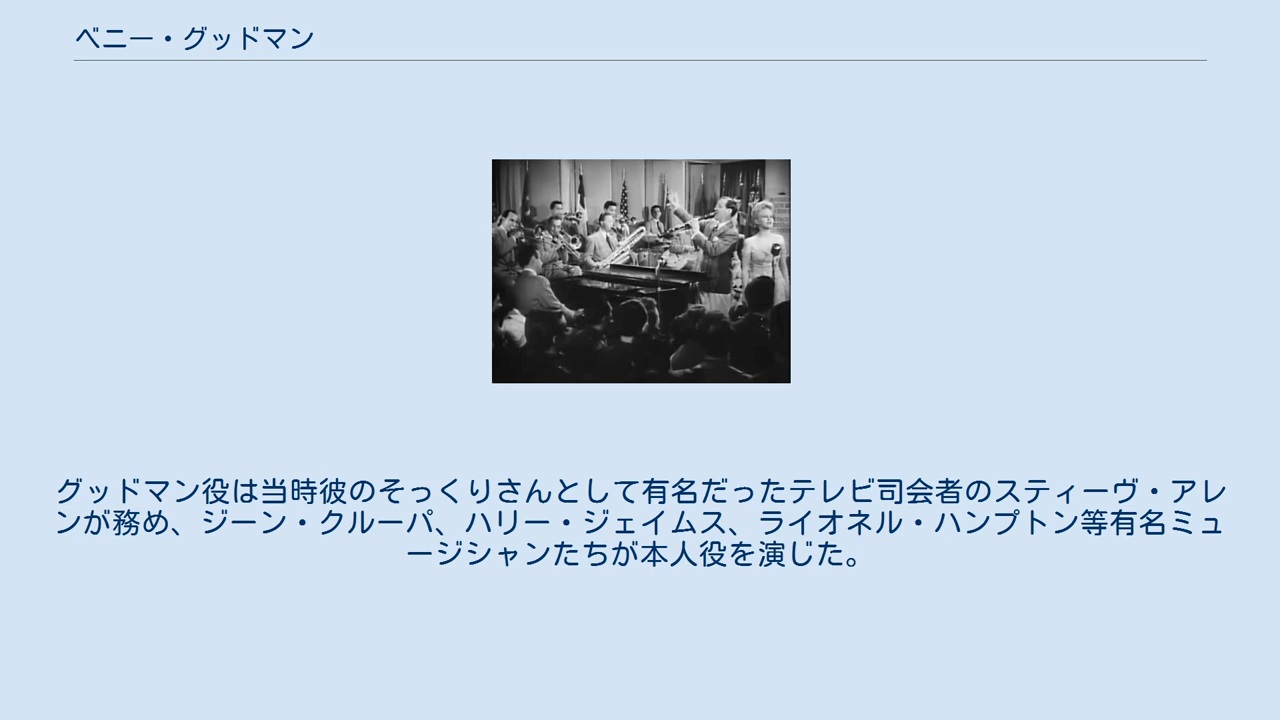 ベニー・グッドマン
グッドマン役は当時彼のそっくりさんとして有名だったテレビ司会者のスティーヴ・アレ
ンが務め、ジーン・クルーパ、ハリー・ジェイムス、ライオネル・ハンプトン等有名ミュ
ージシャンたちが本人役を演じた。